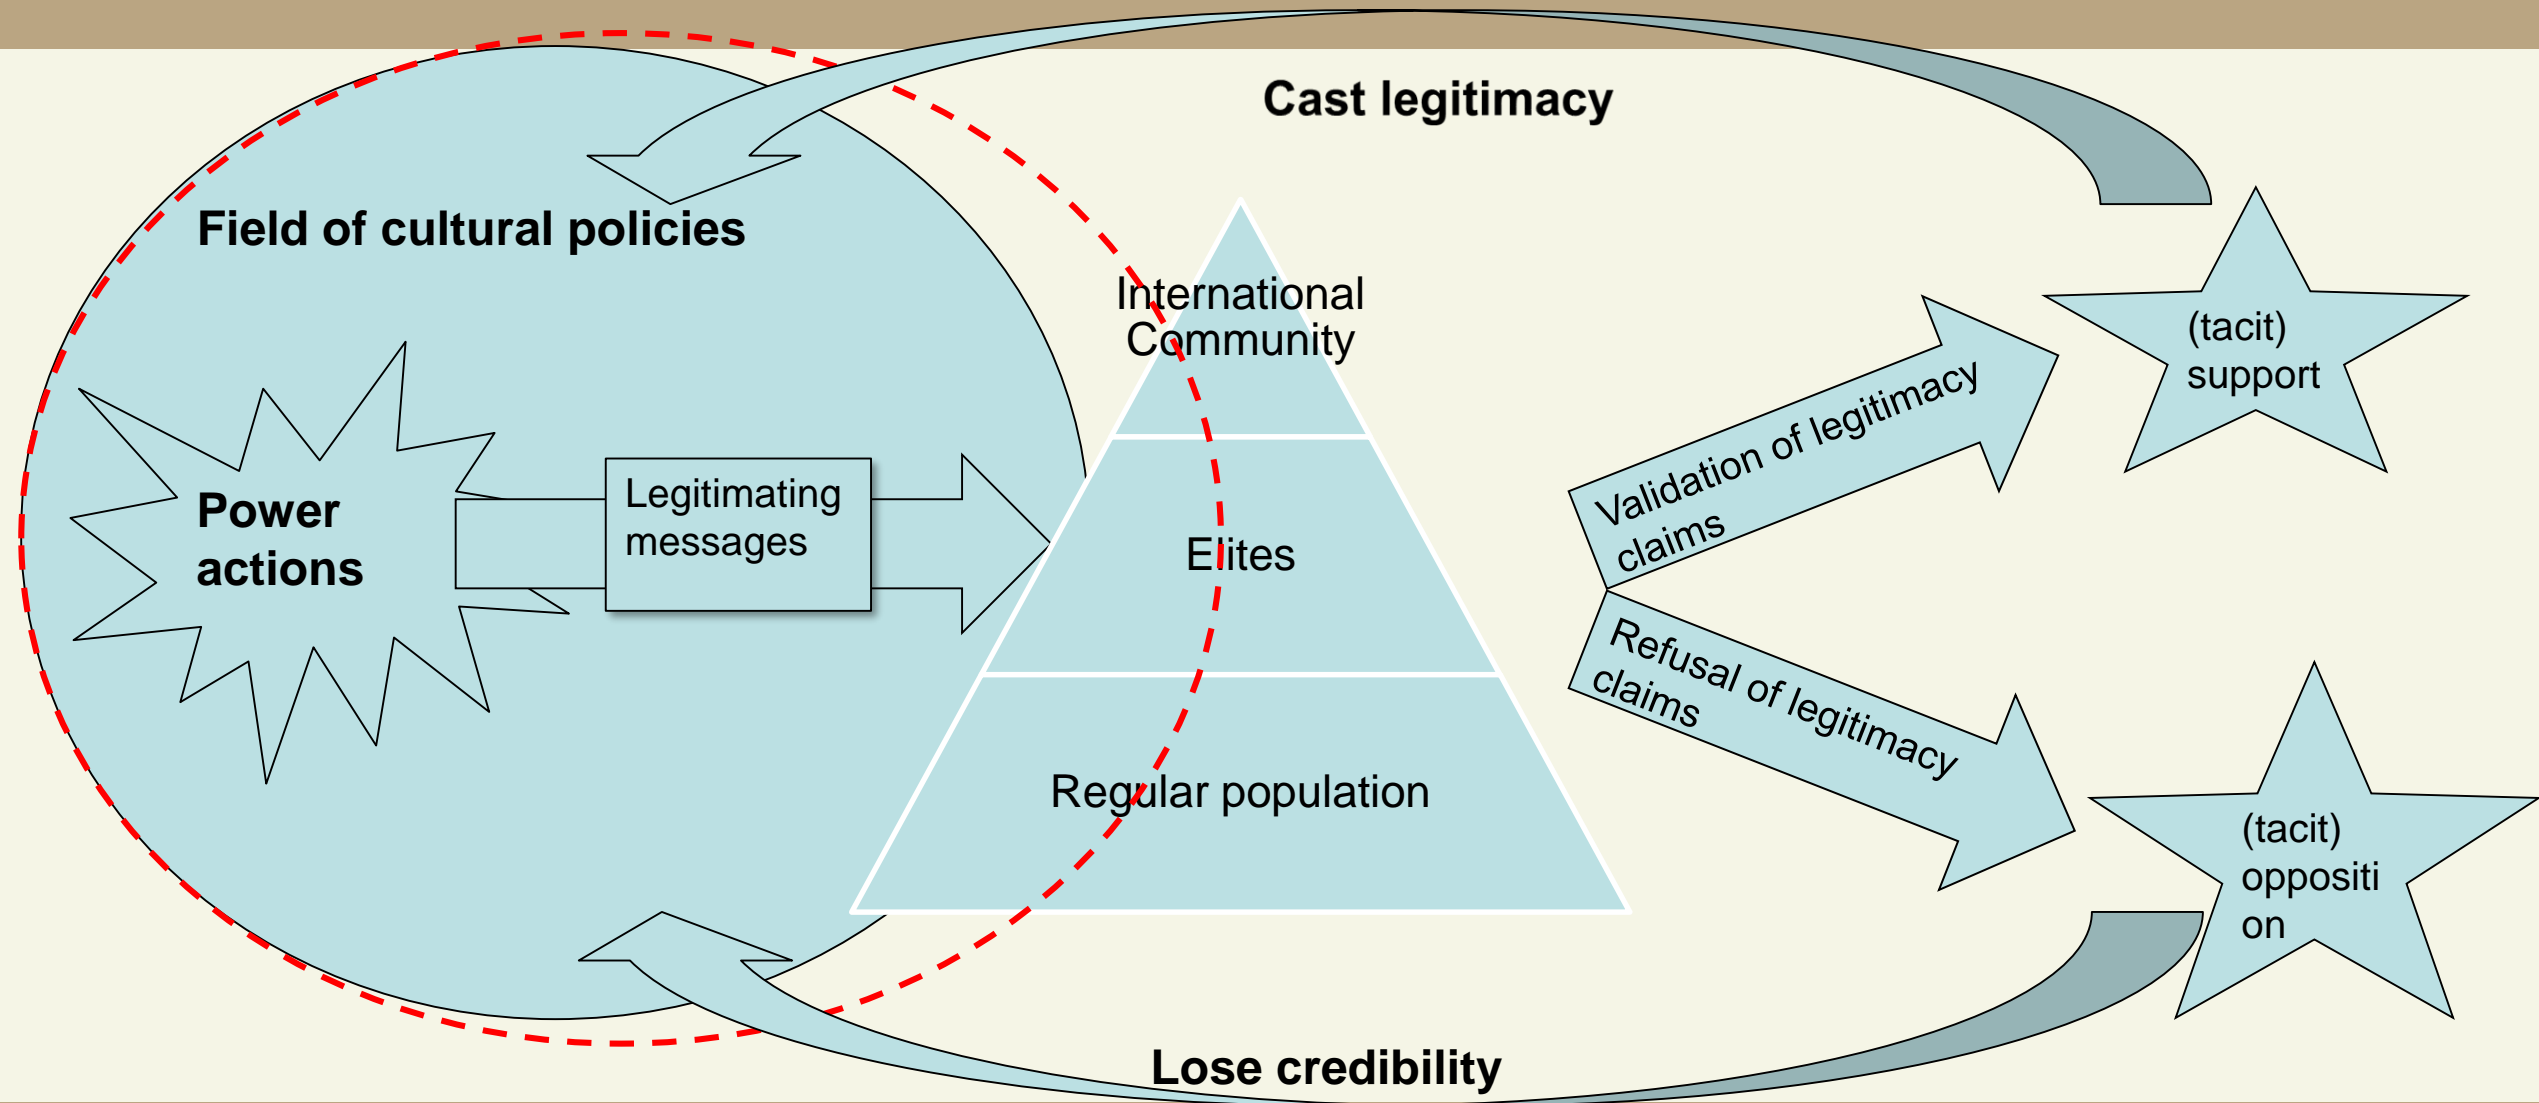 Cast legitimacy
Field of cultural policies
International
Community
(tacit)
support
Validation of legitimacy
claims
Power
actions
Legitimating
messages
Elites
Refusal of legitimacy
claims
Regular population
(tacit)
oppositi
on
Lose credibility